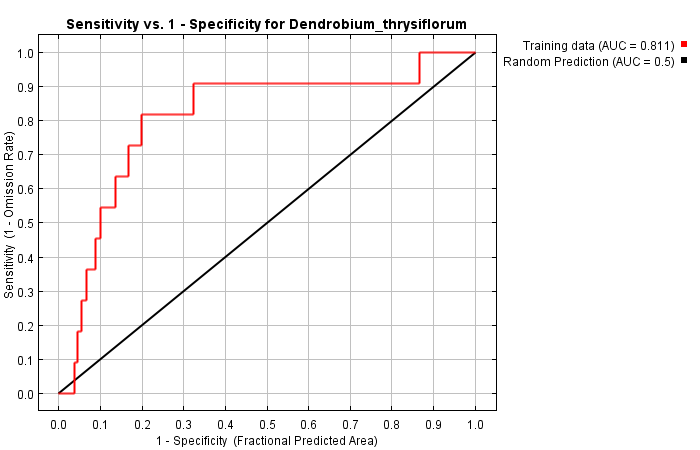 Sensitivity vs. 1 - Specificity for Dendrobium_thrysiflorum
Training data (AUC = 0.811)
Random Prediction (AUC = 0.5)
Sensitivity (1 - Omission Rate)
1.0
0.9
0.8
0.7
0.6
0.5
0.4
0.3
0.2
0.1
0.0
0.0 0.1 0.2 0.3 0.4 0.5 0.6 0.7 0.8 0.9 1.0
1 - Specificity (Fractional Predicted Area)